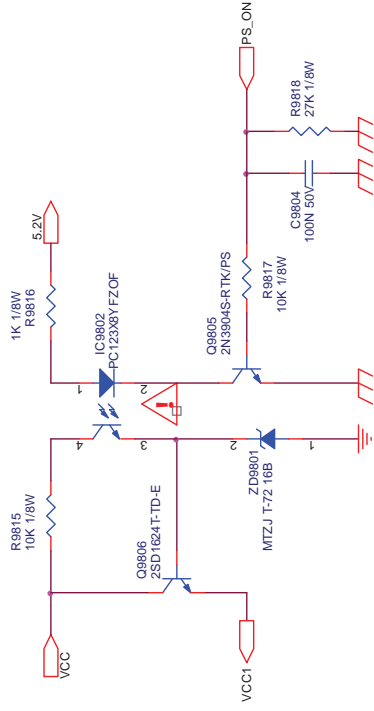 PS_ON
R9818
27K 1/8W
C9804
100N 50V
R9817
10K 1/8W
Q9805
2N3904S-RTK/PS
5.2V
1K 1/8W
R9816
IC9802
PC123X8YFZOF
1
2
4
3
!
R9815
10K 1/8W
Q9806
2SD1624T-TD-E
2
1
ZD9801
MTZJ T-72 16B
VCC
VCC1